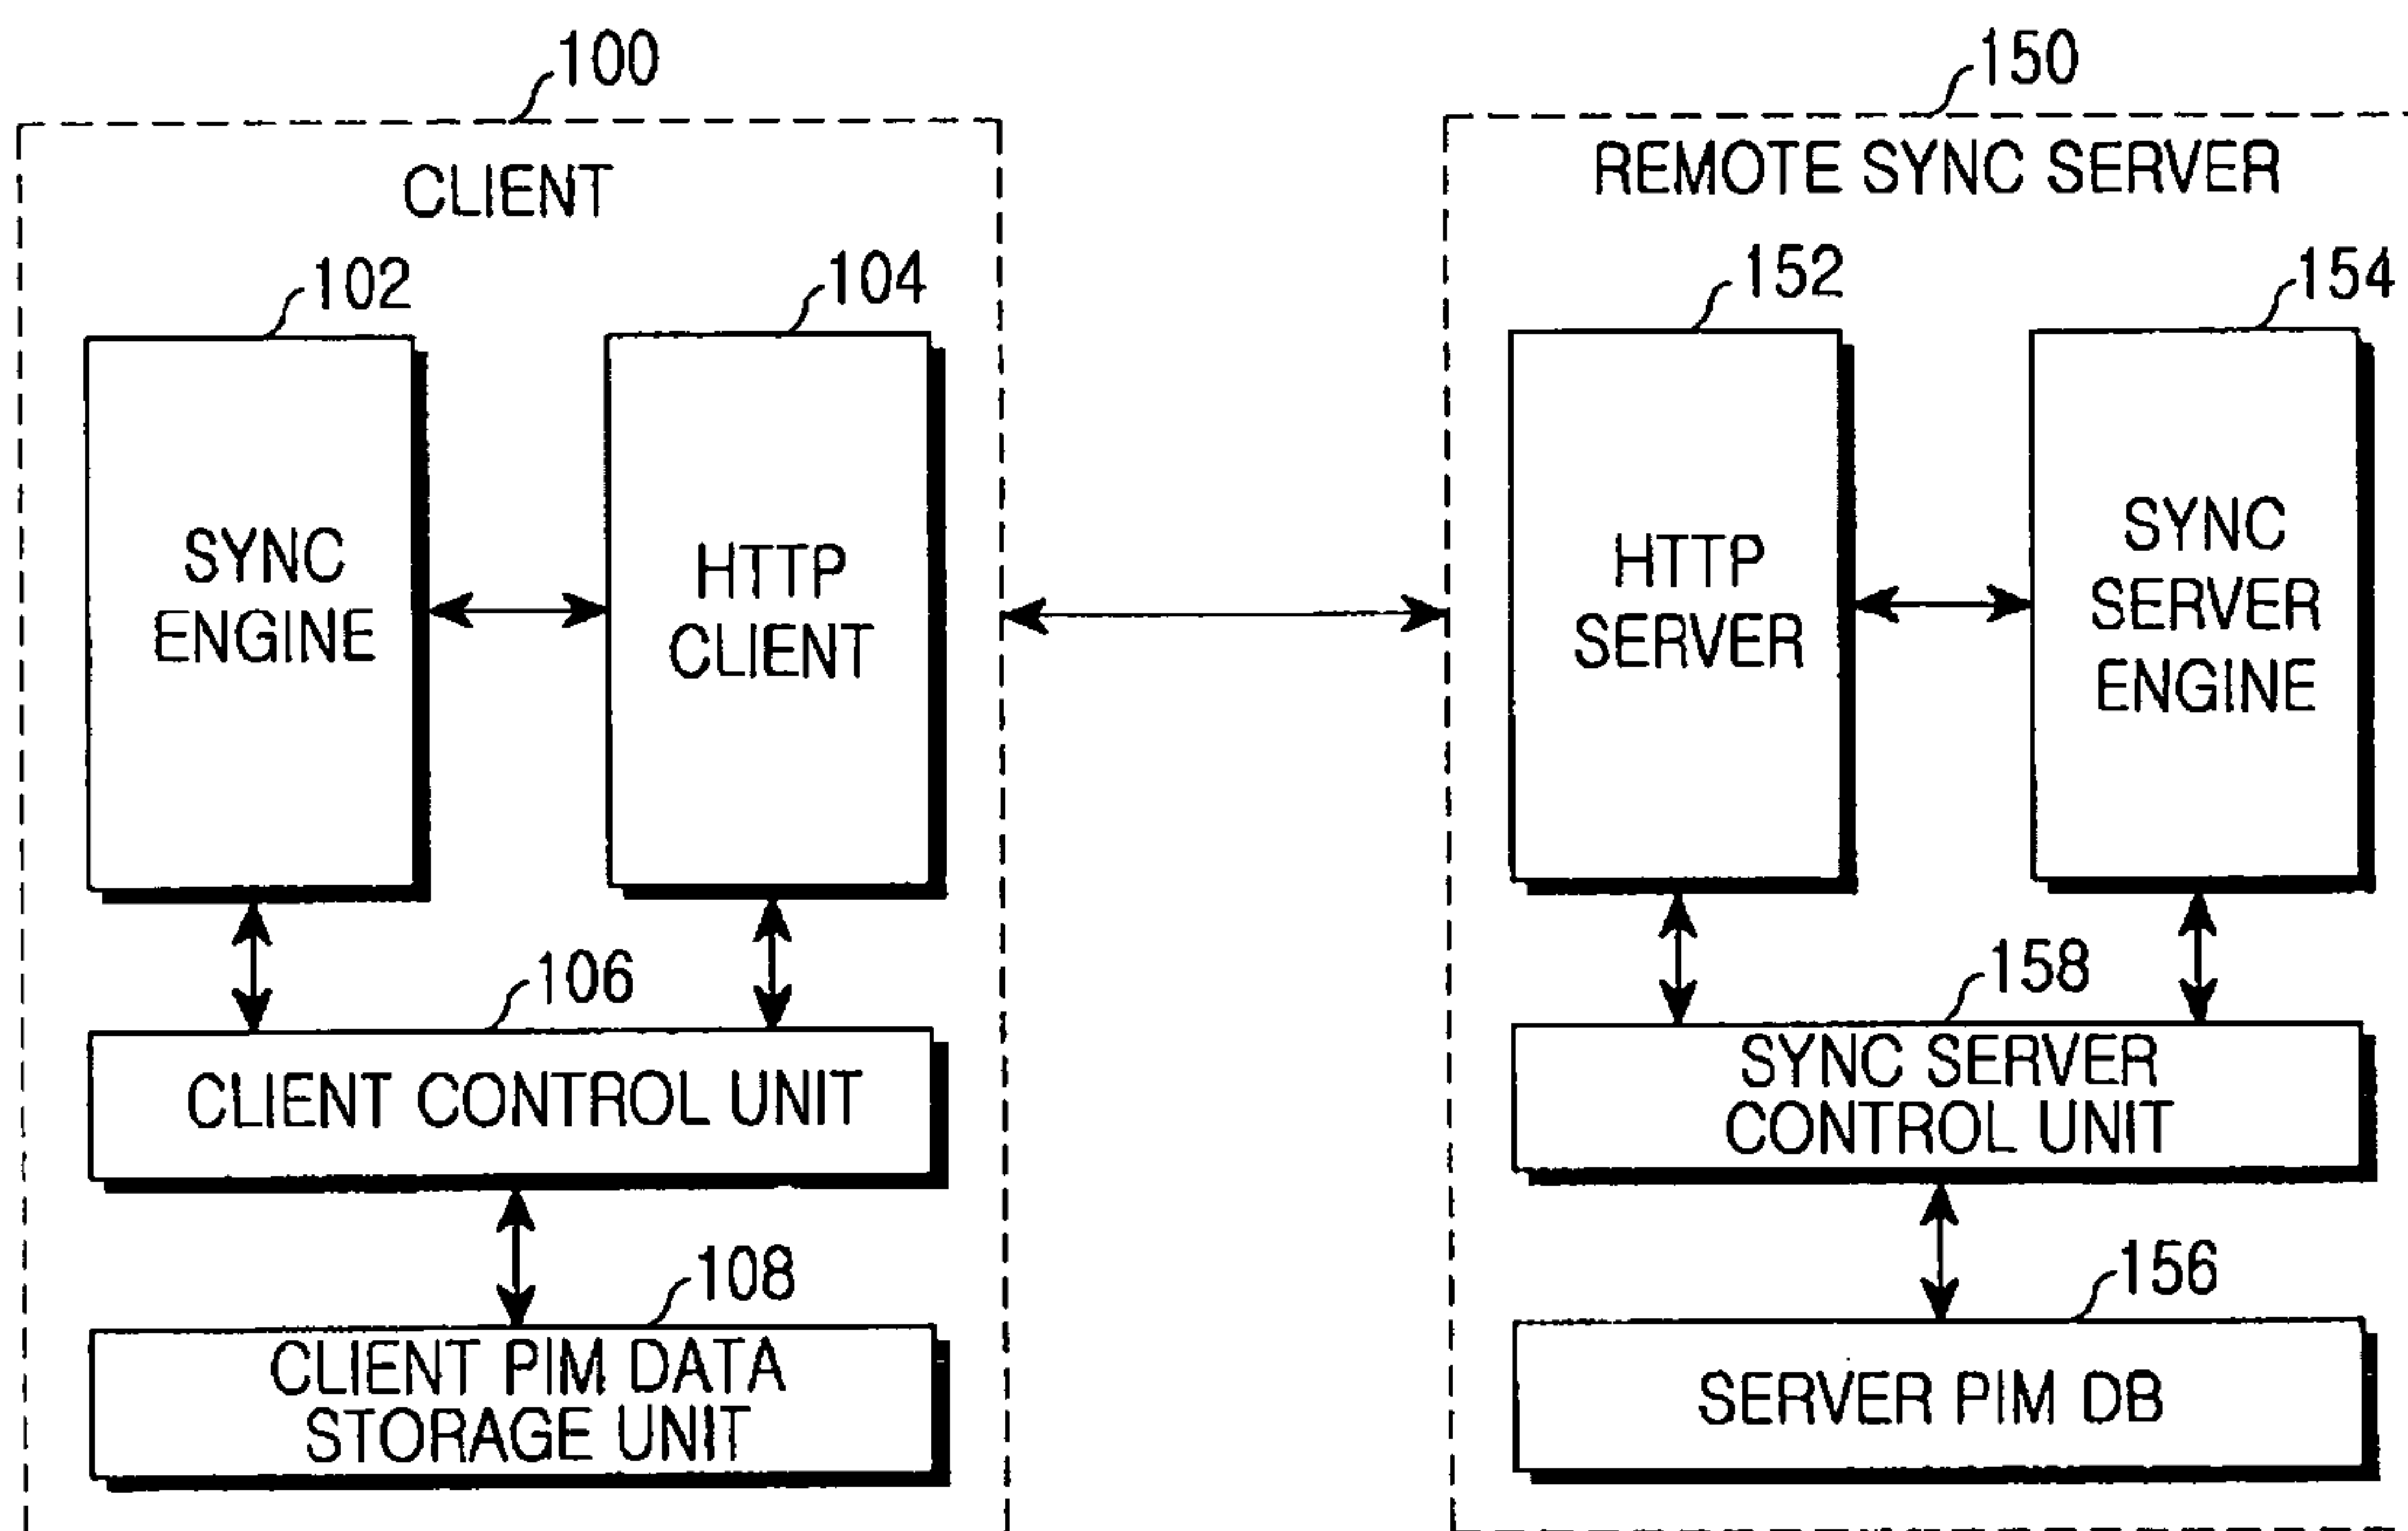 100
CLIENT
102
104
SYNC
ENGINE
HTTP
CLIENT
106
CLIENT CONTROL UNIT
108
CLIENT PIM DATA
STORAGE UNIT
150
REMOTE SYNC SERVER
152
154
HTTP
SERVER
SYNC
SERVER
ENGINE
158
SYNC SERVER
CONTROL UNIT
156
SERVER PIM DB